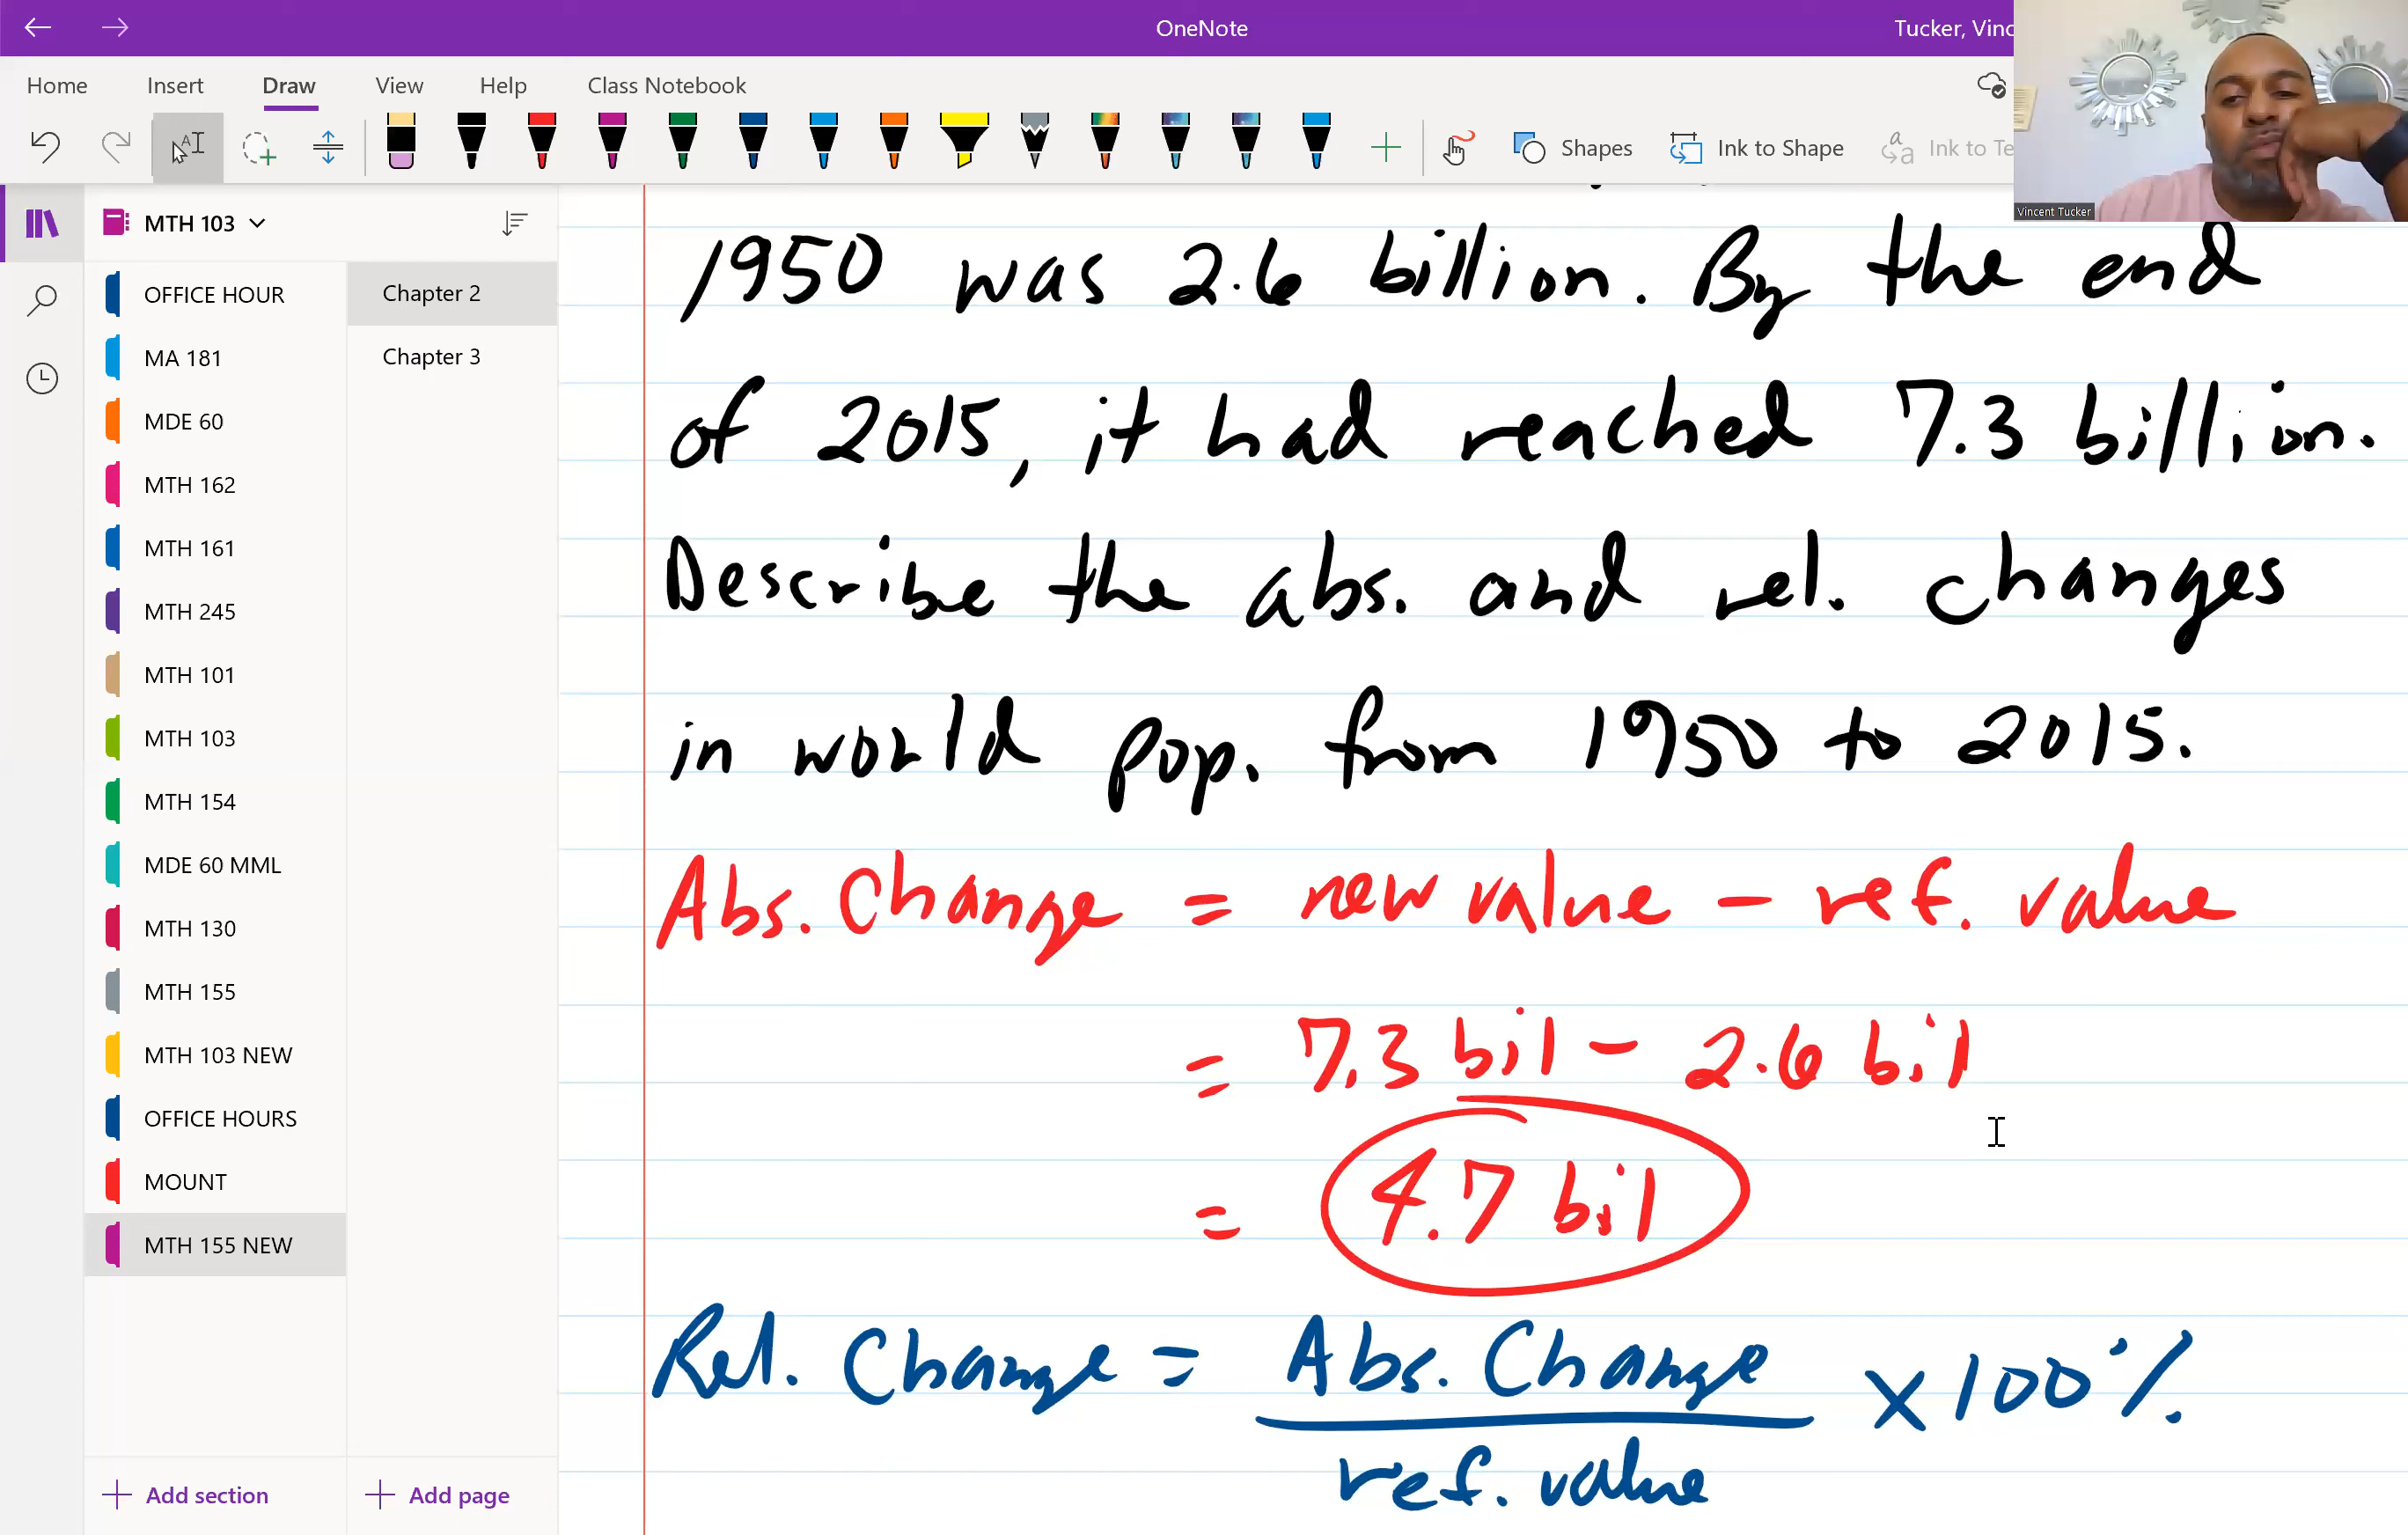 OneNote
Tucker, Vinc
Home Insert Draw View Help Class Notebook
Shapes Ink to Shape Ink to Te
Vincent Tucker
MTH 103
OFFICE HOUR
MA 181
MDE 60
MTH 162
MTH 161
MTH 245
MTH 101
MTH 103
MTH 154
MDE 60 MML
MTH 130
MTH 155
MTH 103 NEW
OFFICE HOURS
MOUNT
MTH 155 NEW
Add section
Chapter 2
Chapter 3
Add page
1950 was 2.6 billion. By the end
of 2015, it had reached 7.3 billion.
Describe the abs. and rel. changes
in world pop. from 1950 to 2015.
Abs. Change = new value - ref. value
= 7.3 bil - 2.6 bil
= 4.7 bil
Rel. Change = Abs. Change x 100%
ref. value